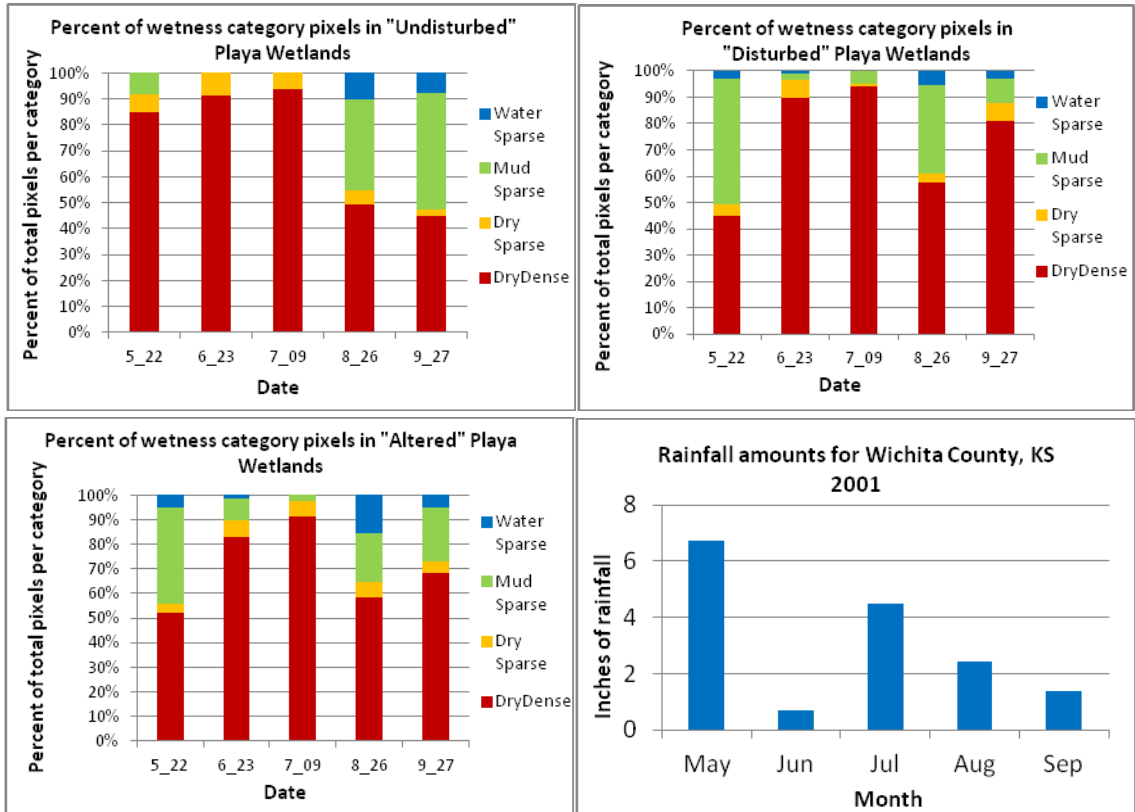 Percent of wetness category pixels in "Undisturbed"
Playa Wetlands
Percent of total pixels per category
100%
90%
80%
70%
60%
50%
40%
30%
20%
10%
0%
5_22 6_23 7_09 8_26 9_27
Date
Water
Sparse
Mud
Sparse
Dry
Sparse
DryDense
Percent of wetness category pixels in
"Disturbed" Playa Wetlands
Percent of total pixels per category
100%
90%
80%
70%
60%
50%
40%
30%
20%
10%
0%
5_22 6_23 7_09 8_26 9_27
Date
Water
Sparse
Mud
Sparse
Dry
Sparse
DryDense
Percent of wetness category pixels in "Altered" Playa
Wetlands
Percent of total pixels per category
100%
90%
80%
70%
60%
50%
40%
30%
20%
10%
0%
5_22 6_23 7_09 8_26 9_27
Date
Water
Sparse
Mud
Sparse
Dry
Sparse
DryDense
Rainfall amounts for Wichita County, KS
2001
Inches of rainfall
8
6
4
2
0
May Jun Jul Aug Sep
Month